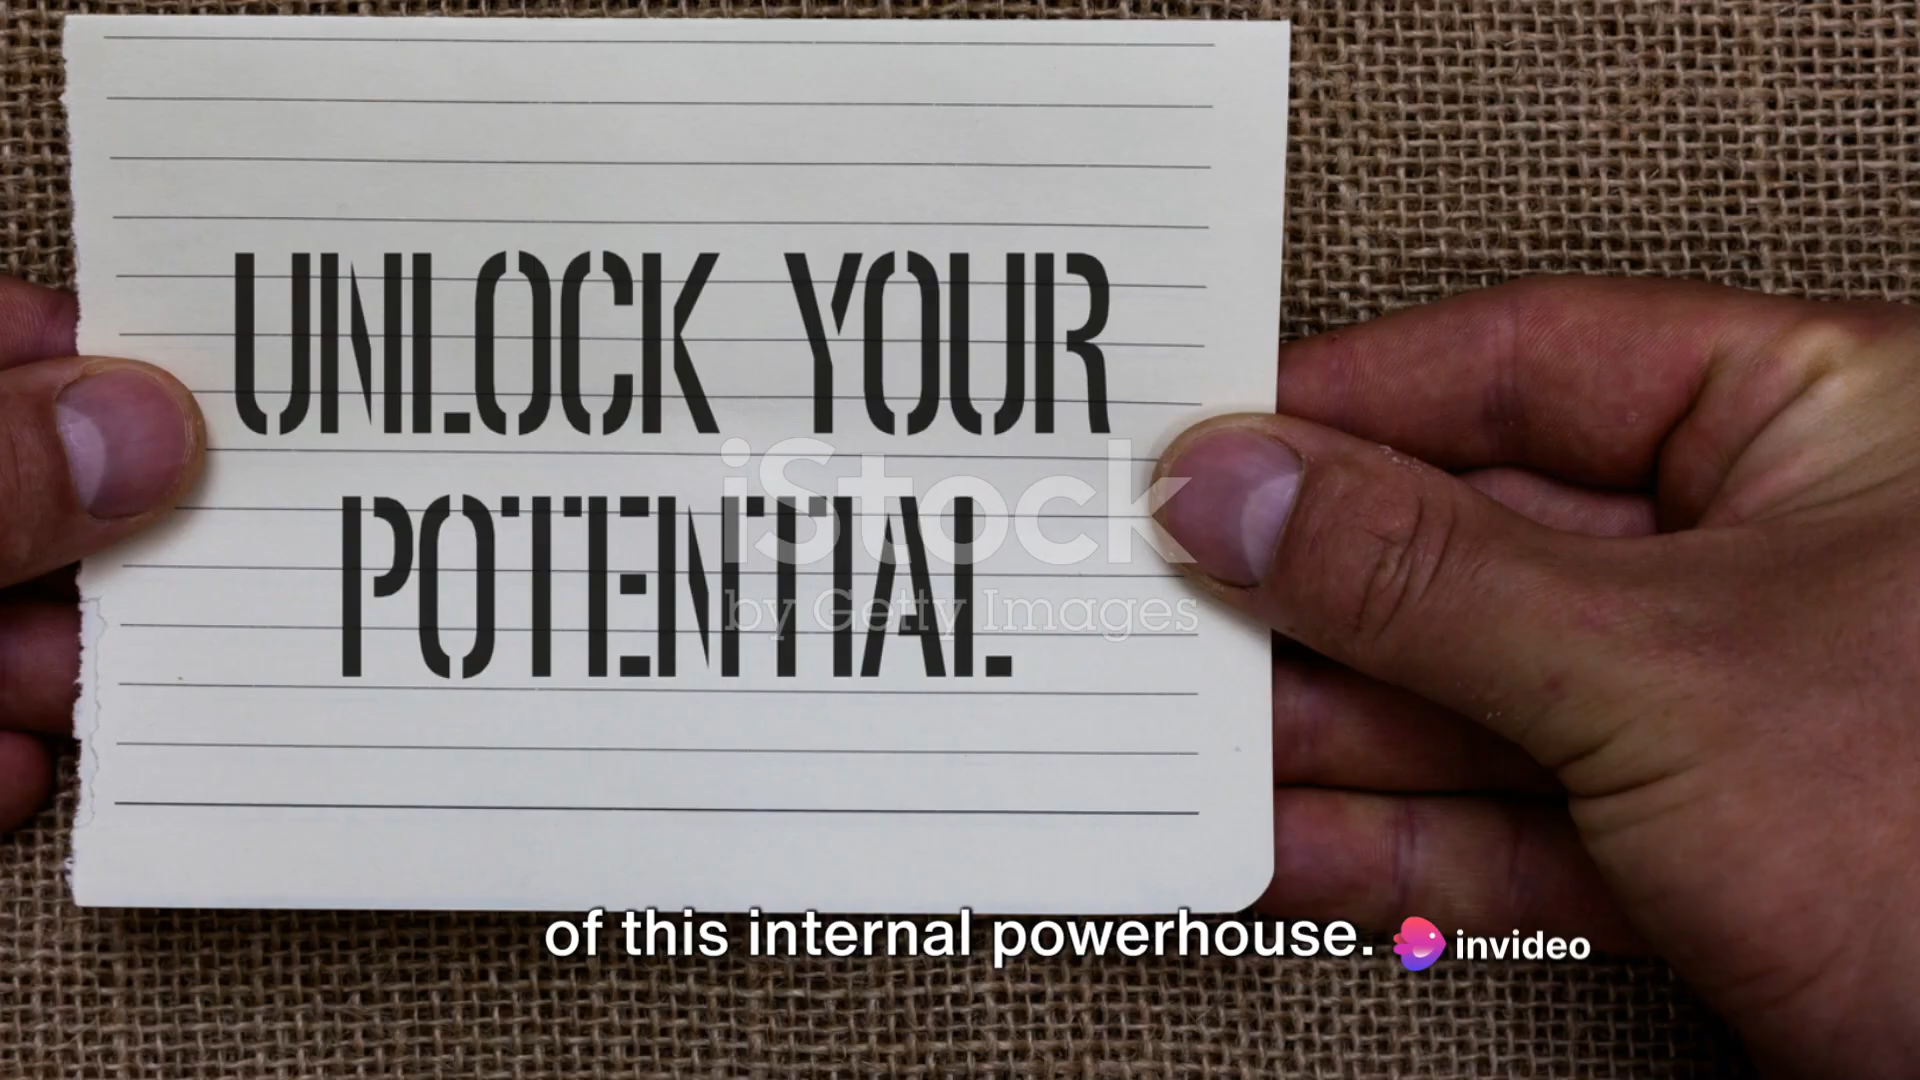 UNLOCK YOUR
POTENTIAL
iStock
by Getty Images
of this internal powerhouse.
invideo